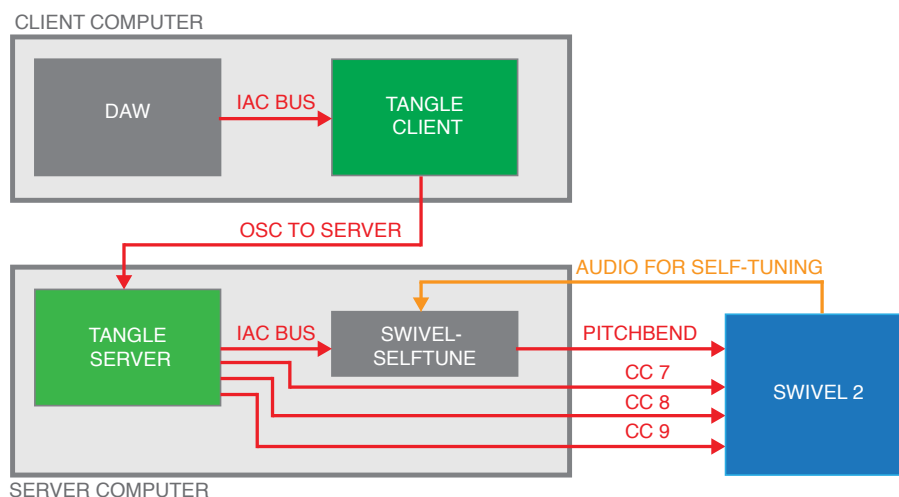 CLIENT COMPUTER
DAW
IAC BUS
TANGLE
CLIENT
OSC TO SERVER
AUDIO FOR SELF-TUNING
TANGLE
SERVER
IAC BUS
SWIVEL-
SELFTUNE
PITCHBEND
CC 7
CC 8
CC 9
SWIVEL 2
SERVER COMPUTER